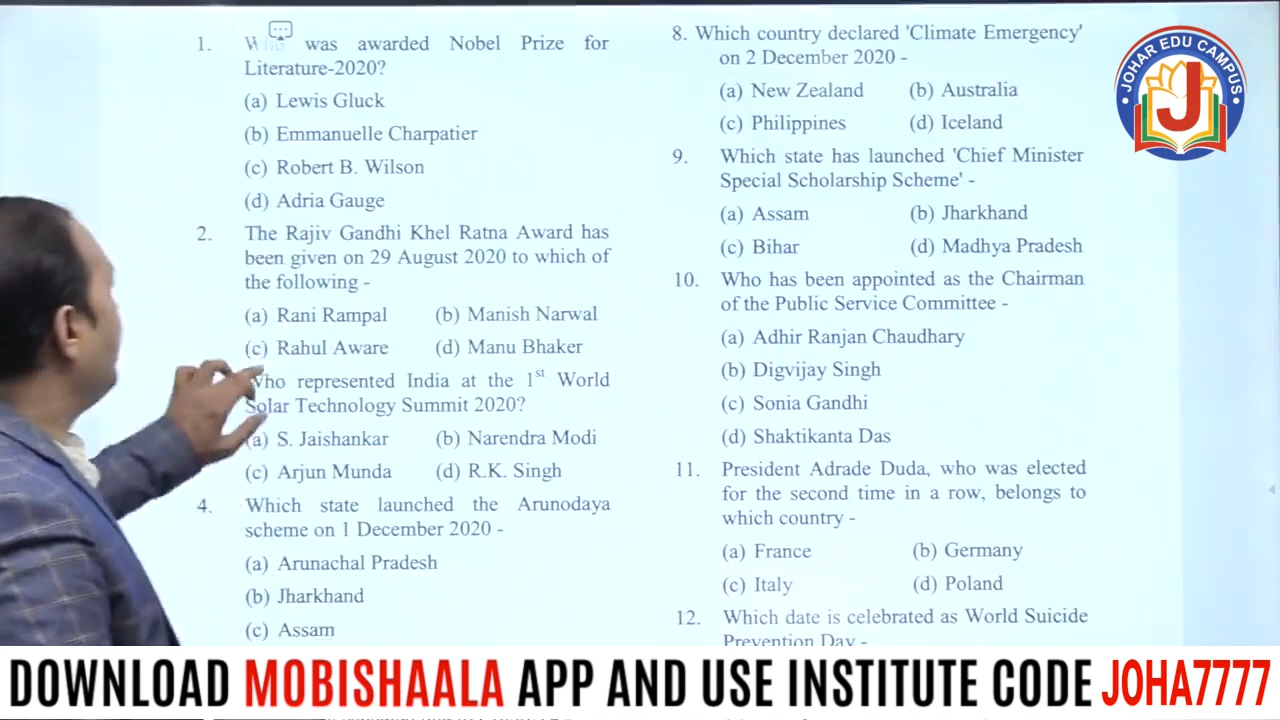 1. Who was awarded Nobel Prize for
Literature-2020?
(a) Lewis Gluck
(b) Emmanuelle Charpatier
(c) Robert B. Wilson
(d) Adria Gauge
2. The Rajiv Gandhi Khel Ratna Award has
been given on 29 August 2020 to which of
the following -
(a) Rani Rampal (b) Manish Narwal
(c) Rahul Aware (d) Manu Bhaker
Who represented India at the 1st World
Solar Technology Summit 2020?
(a) S. Jaishankar (b) Narendra Modi
(c) Arjun Munda (d) R.K. Singh
4. Which state launched the Arunodaya
scheme on 1 December 2020 -
(a) Arunachal Pradesh
(b) Jharkhand
(c) Assam
8. Which country declared 'Climate Emergency'
on 2 December 2020 -
(a) New Zealand (b) Australia
(c) Philippines (d) Iceland
9. Which state has launched 'Chief Minister
Special Scholarship Scheme' -
(a) Assam (b) Jharkhand
(c) Bihar (d) Madhya Pradesh
10. Who has been appointed as the Chairman
of the Public Service Committee -
(a) Adhir Ranjan Chaudhary
(b) Digvijay Singh
(c) Sonia Gandhi
(d) Shaktikanta Das
11. President Adrade Duda, who was elected
for the second time in a row, belongs to
which country -
(a) France (b) Germany
(c) Italy (d) Poland
12. Which date is celebrated as World Suicide
Prevention Day -
JOHAR EDU CAMPUS
J
DOWNLOAD MOBISHAALA APP AND USE INSTITUTE CODE JOHA7777